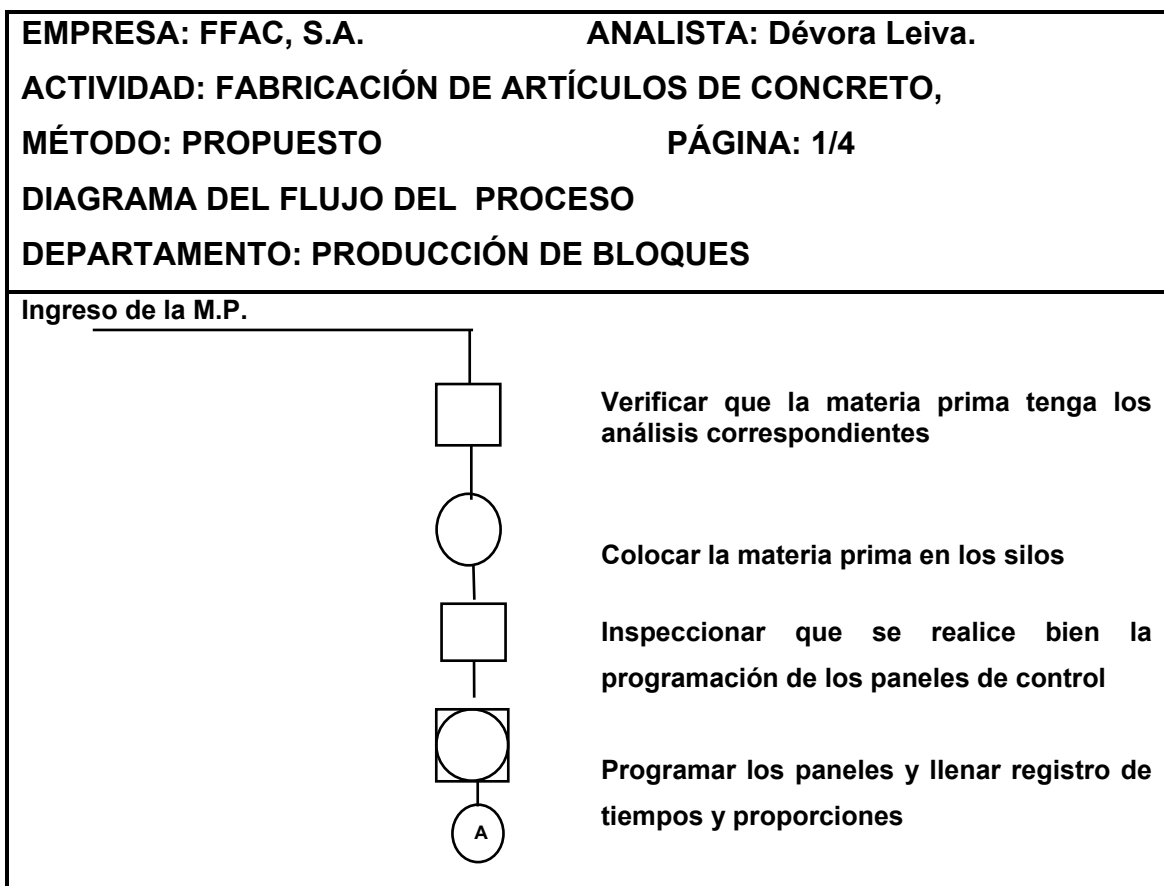 EMPRESA: FFAC, S.A. ANALISTA: Dévora Leiva.
ACTIVIDAD: FABRICACIÓN DE ARTÍCULOS DE CONCRETO,
MÉTODO: PROPUESTO PÁGINA: 1/4
DIAGRAMA DEL FLUJO DEL PROCESO
DEPARTAMENTO: PRODUCCIÓN DE BLOQUES
Ingreso de la M.P.
Verificar que la materia prima tenga los
análisis correspondientes
Colocar la materia prima en los silos
Inspeccionar que se realice bien la
programación de los paneles de control
Programar los paneles y llenar registro de
tiempos y proporciones
A